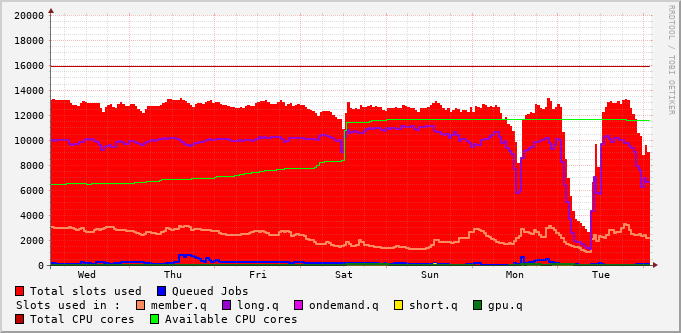 RRDTOOL / TOBI OETIKER
20000
18000
16000
14000
12000
10000
8000
6000
4000
2000
0
Wed Thu Fri Sat Sun Mon Tue
Total slots used Queued Jobs
Slots used in : member.q long.q ondemand.q short.q gpu.q
Total CPU cores Available CPU cores